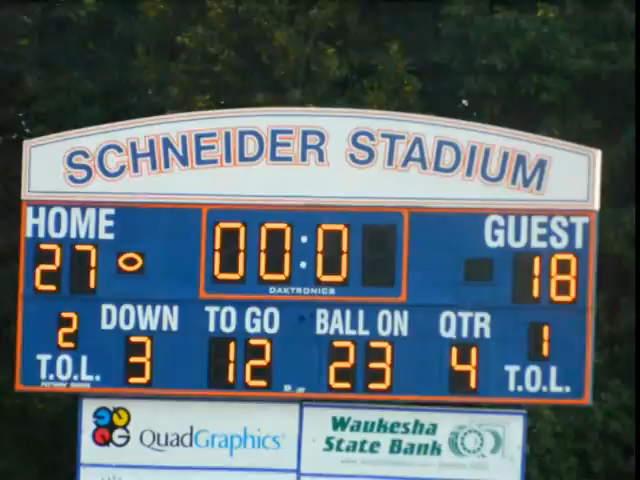 SCHNEIDER STADIUM
HOME
GUEST
27
00:0
18
DAKTRONICS
2
DOWN
TO GO
BALL ON
QTR
1
T.O.L.
3
12
23
4
T.O.L.
QuadGraphics
Waukesha
State Bank